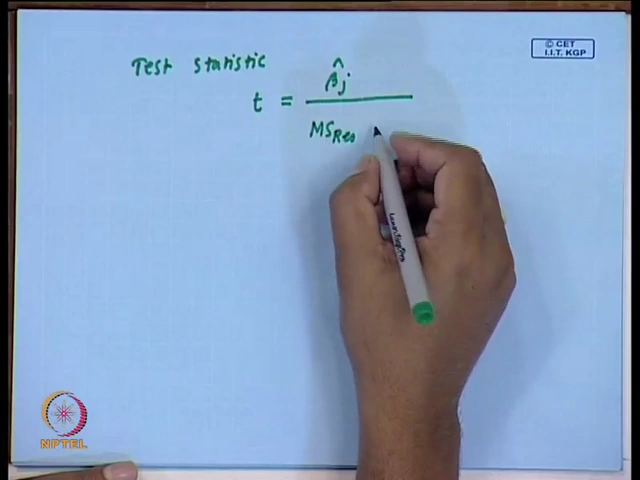 © CET
I.I.T. KGP
Test statistic
t = β̂j / MSRes
NPTEL